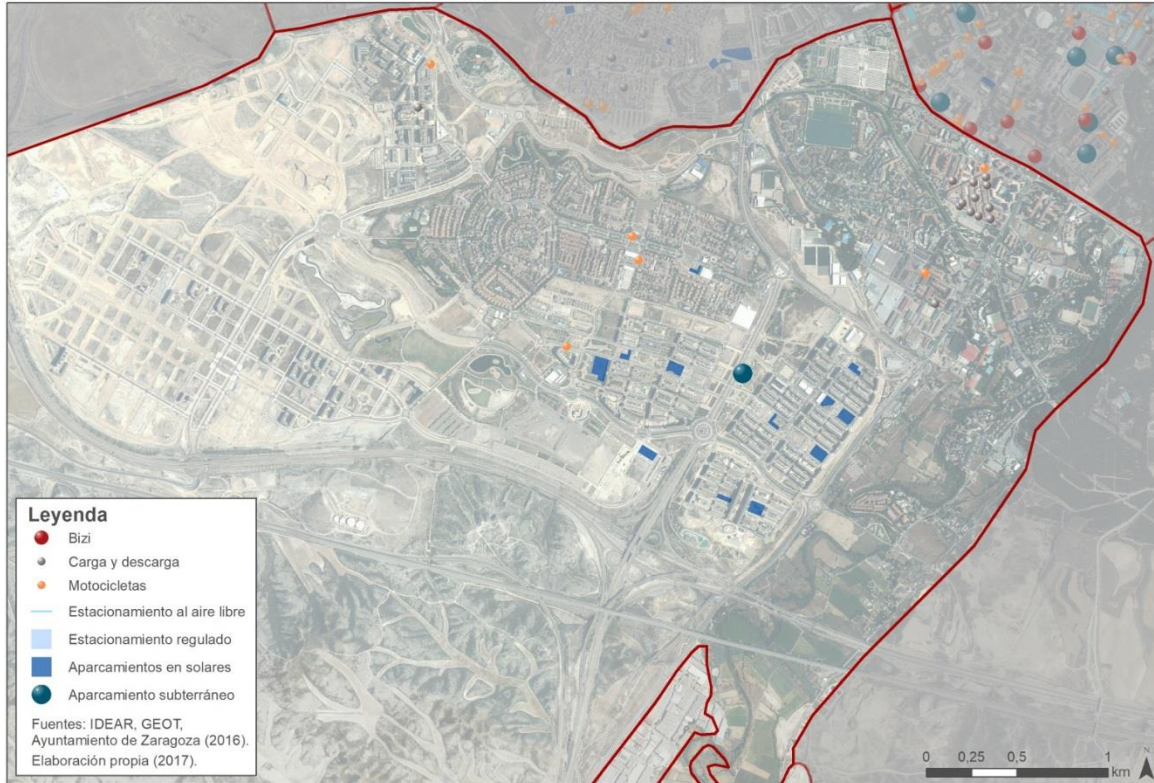 Leyenda
Bizi
Carga y descarga
Motocicletas
Estacionamiento al aire libre
Estacionamiento regulado
Aparcamientos en solares
Aparcamiento subterráneo
Fuentes: IDEAR, GEOT,
Ayuntamiento de Zaragoza (2016).
Elaboración propia (2017).
0 0,25 0,5 1
km
N